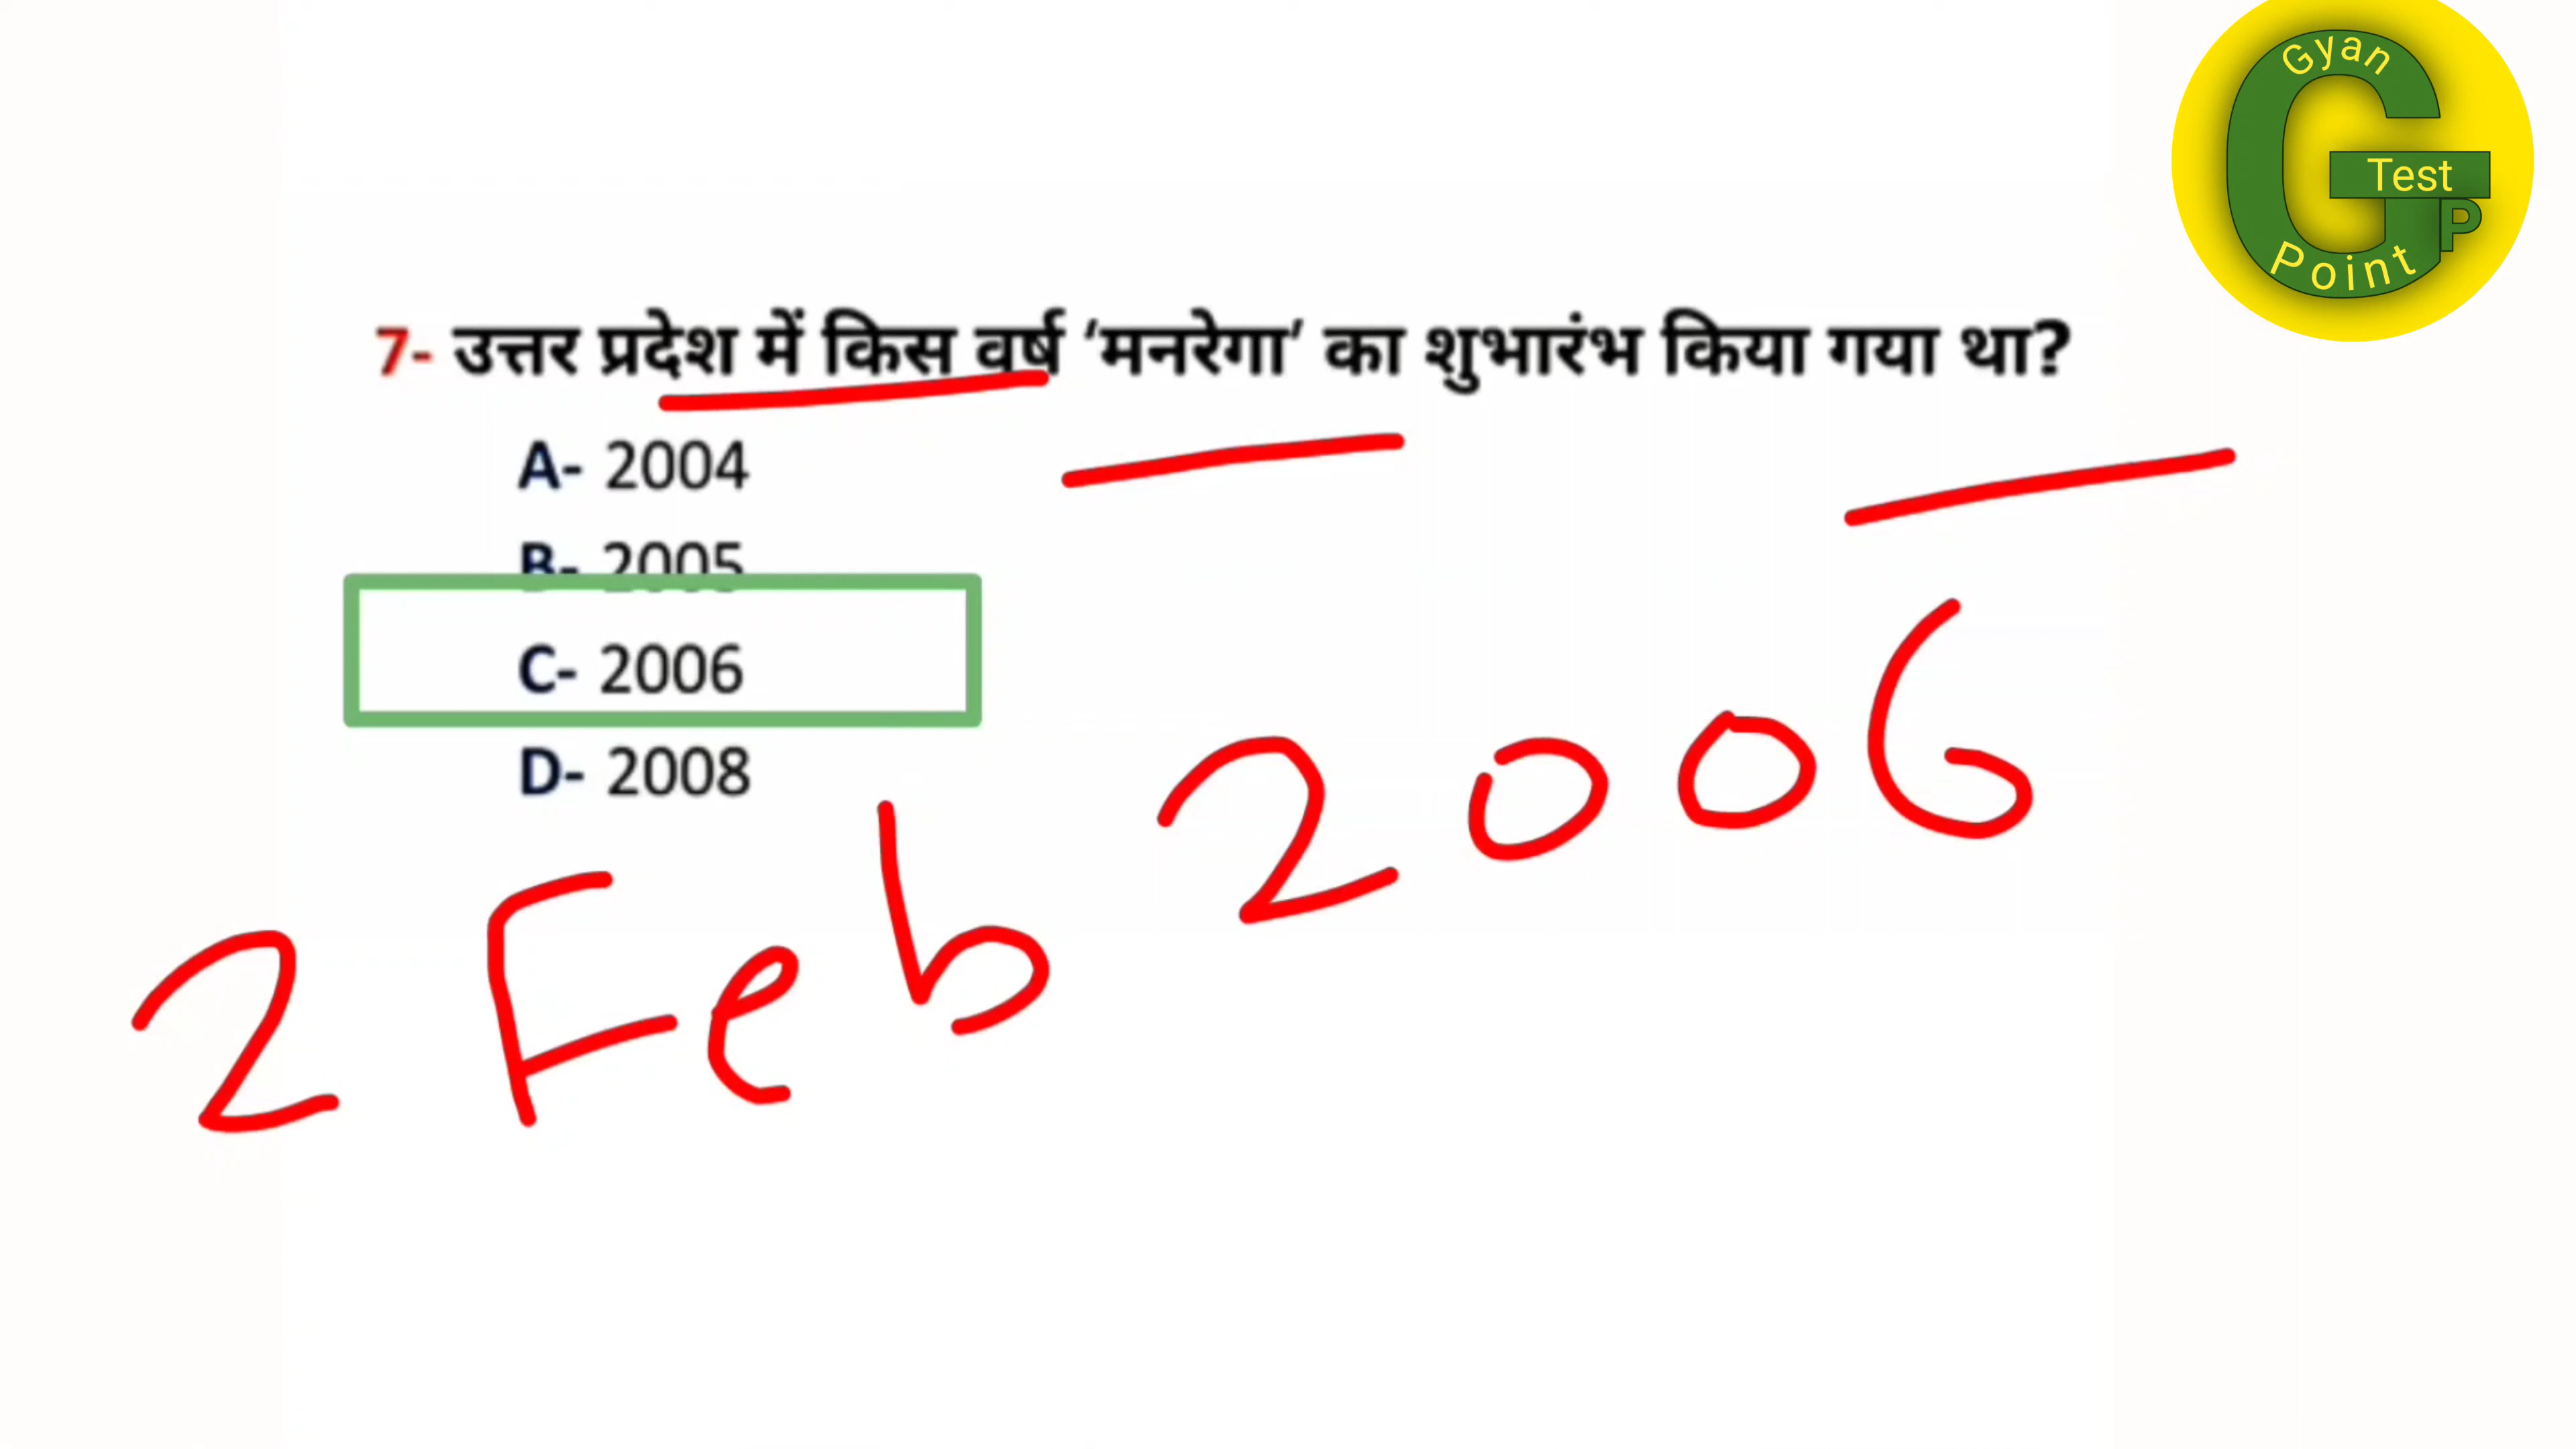 Gyan
Test
P
Point
7- उत्तर प्रदेश में किस वर्ष ‘मनरेगा’ का शुभारंभ किया गया था?
A- 2004
B- 2005
C- 2006
D- 2008
2 Feb 2006